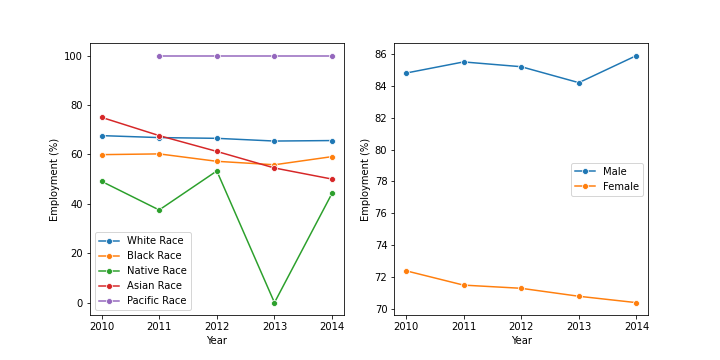 100
80
60
40
20
0
Employment (%)
White Race
Black Race
Native Race
Asian Race
Pacific Race
2010 2011 2012 2013 2014
Year
86
84
82
80
78
76
74
72
70
Employment (%)
Male
Female
2010 2011 2012 2013 2014
Year